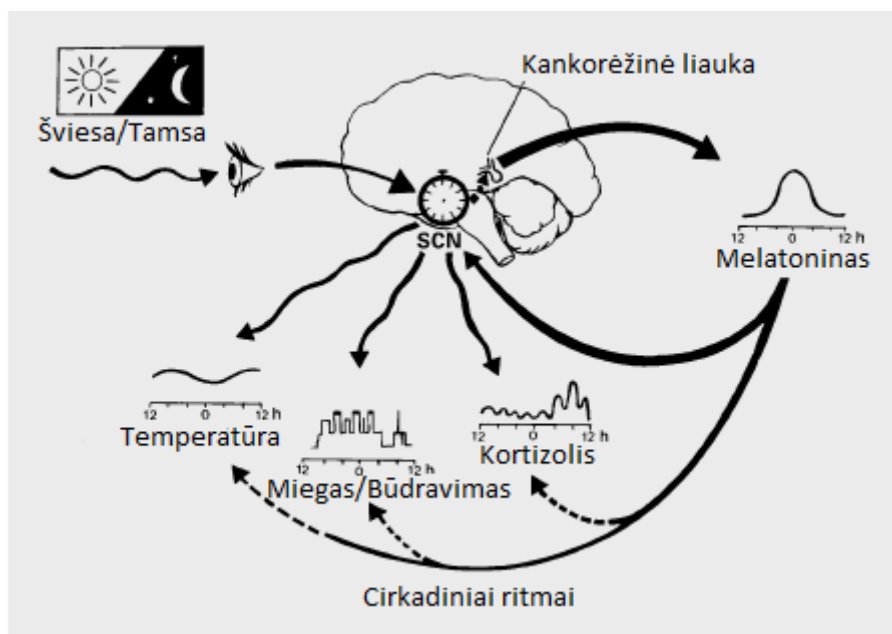 Kankorėžinė liauka
Šviesa/Tamsa
SCN
12 0 12 h
Melatoninas
12 0 12 h
Temperatūra
12 0 12 h
Miegas/Būdravimas
12 0 12 h
Kortizolis
Cirkadiniai ritmai